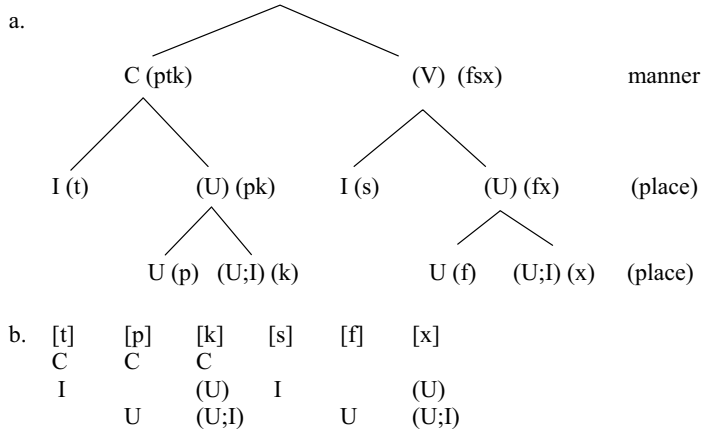 a.
C (ptk) (V) (fsx) manner
I (t) (U) (pk) I (s) (U) (fx) (place)
U (p) (U;I) (k) U (f) (U;I) (x) (place)
b. [t] [p] [k] [s] [f] [x]
C C C
I (U) I (U)
U (U;I) U (U;I)